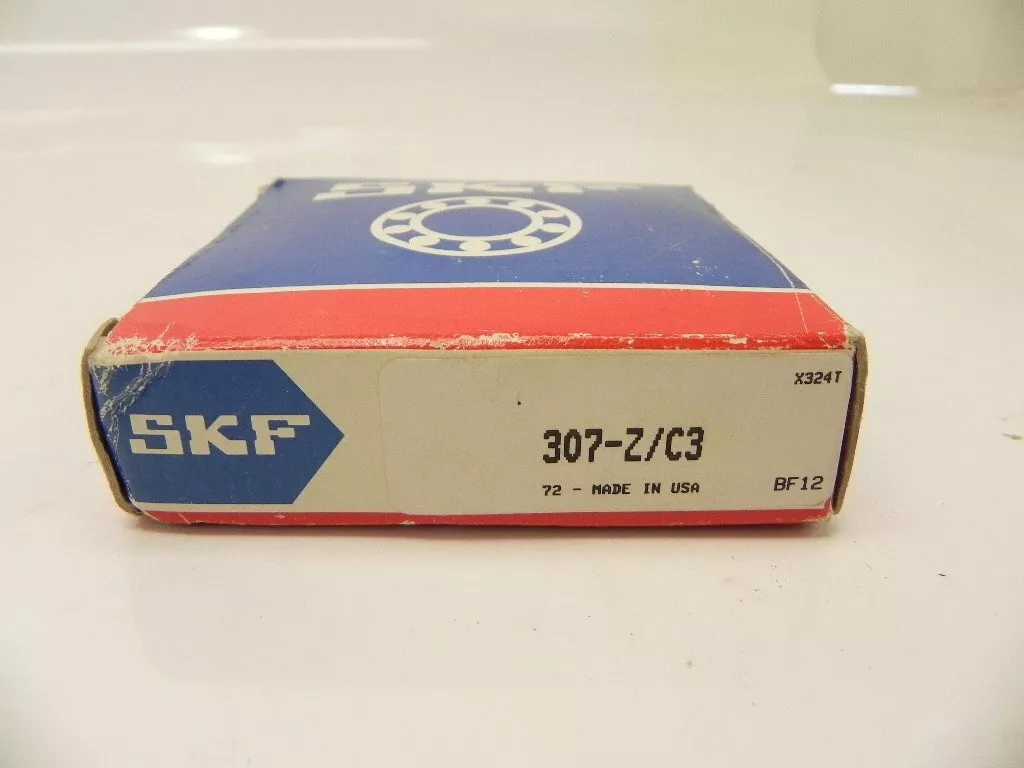 SKF
SKF
X324T
307-Z/C3
72 - MADE IN USA
BF12